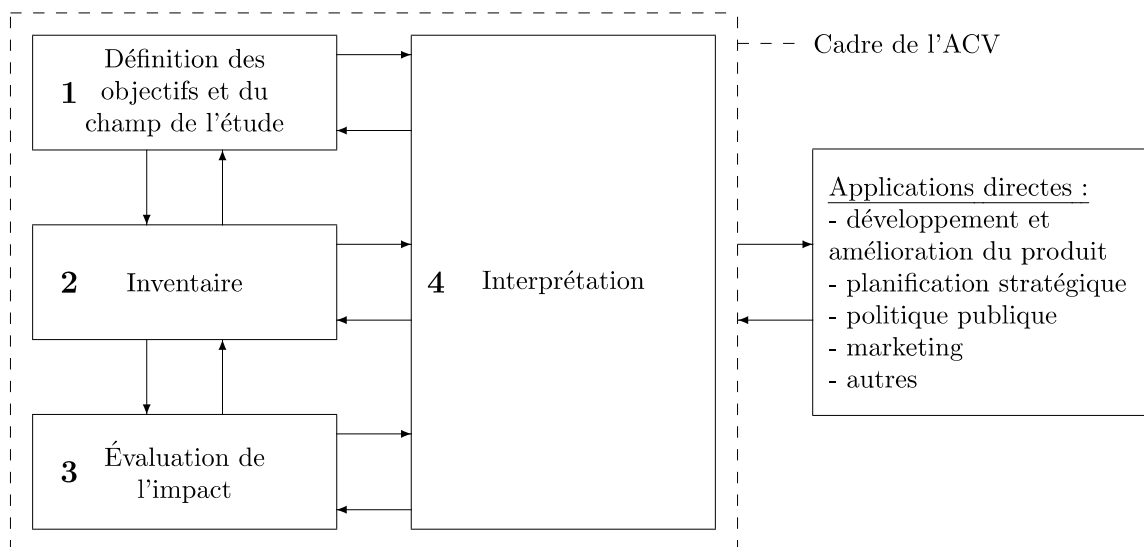 Cadre de l'ACV
1
Définition des
objectifs et du
champ de l'étude
2
Inventaire
3
Évaluation de
l'impact
4
Interprétation
Applications directes :
- développement et
amélioration du produit
- planification stratégique
- politique publique
- marketing
- autres